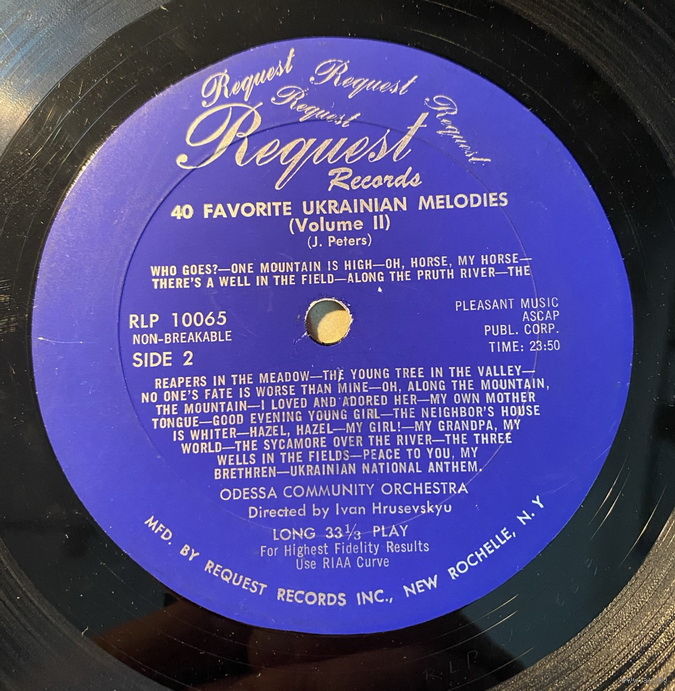 Request Request
Request Request
Request
Records
40 FAVORITE UKRAINIAN MELODIES
(Volume II)
(J. Peters)
WHO GOES?—ONE MOUNTAIN IS HIGH—OH, HORSE, MY HORSE—
THERE'S A WELL IN THE FIELD—ALONG THE PRUTH RIVER—THE
RLP 10065
NON-BREAKABLE
SIDE 2
PLEASANT MUSIC
ASCAP
PUBL. CORP.
TIME: 23:50
REAPERS IN THE MEADOW—THE YOUNG TREE IN THE VALLEY—
NO ONE'S FATE IS WORSE THAN MINE—OH, ALONG THE MOUNTAIN,
THE MOUNTAIN—I LOVED AND ADORED HER—MY OWN MOTHER
TONGUE—GOOD EVENING YOUNG GIRL—THE NEIGHBOR'S HOUSE
IS WHITER—HAZEL, HAZEL—MY GIRL!—MY GRANDPA, MY
WORLD—THE SYCAMORE OVER THE RIVER—THE THREE
WELLS IN THE FIELDS—PEACE TO YOU, MY
BRETHREN—UKRAINIAN NATIONAL ANTHEM.
ODESSA COMMUNITY ORCHESTRA
Directed by Ivan Hrusevskyu
LONG 33⅓ PLAY
For Highest Fidelity Results
Use RIAA Curve
MFD. BY REQUEST RECORDS INC., NEW ROCHELLE, N. Y
RLP